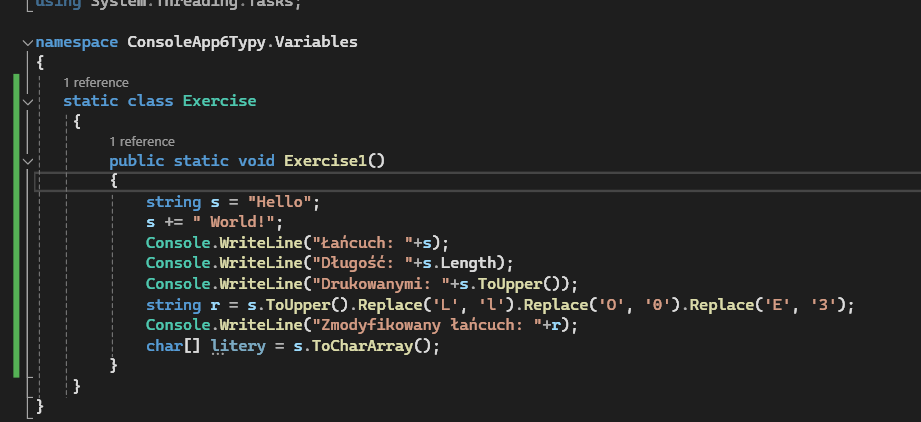 using System.Threading.Tasks;
namespace ConsoleApp6Typy.Variables
{
1 reference
static class Exercise
{
1 reference
public static void Exercise1()
{
string s = "Hello";
s += " World!";
Console.WriteLine("Łańcuch: "+s);
Console.WriteLine("Długość: "+s.Length);
Console.WriteLine("Drukowanymi: "+s.ToUpper());
string r = s.ToUpper().Replace('L', 'l').Replace('O', '0').Replace('E', '3');
Console.WriteLine("Zmodyfikowany łańcuch: "+r);
char[] litery = s.ToCharArray();
}
}
}